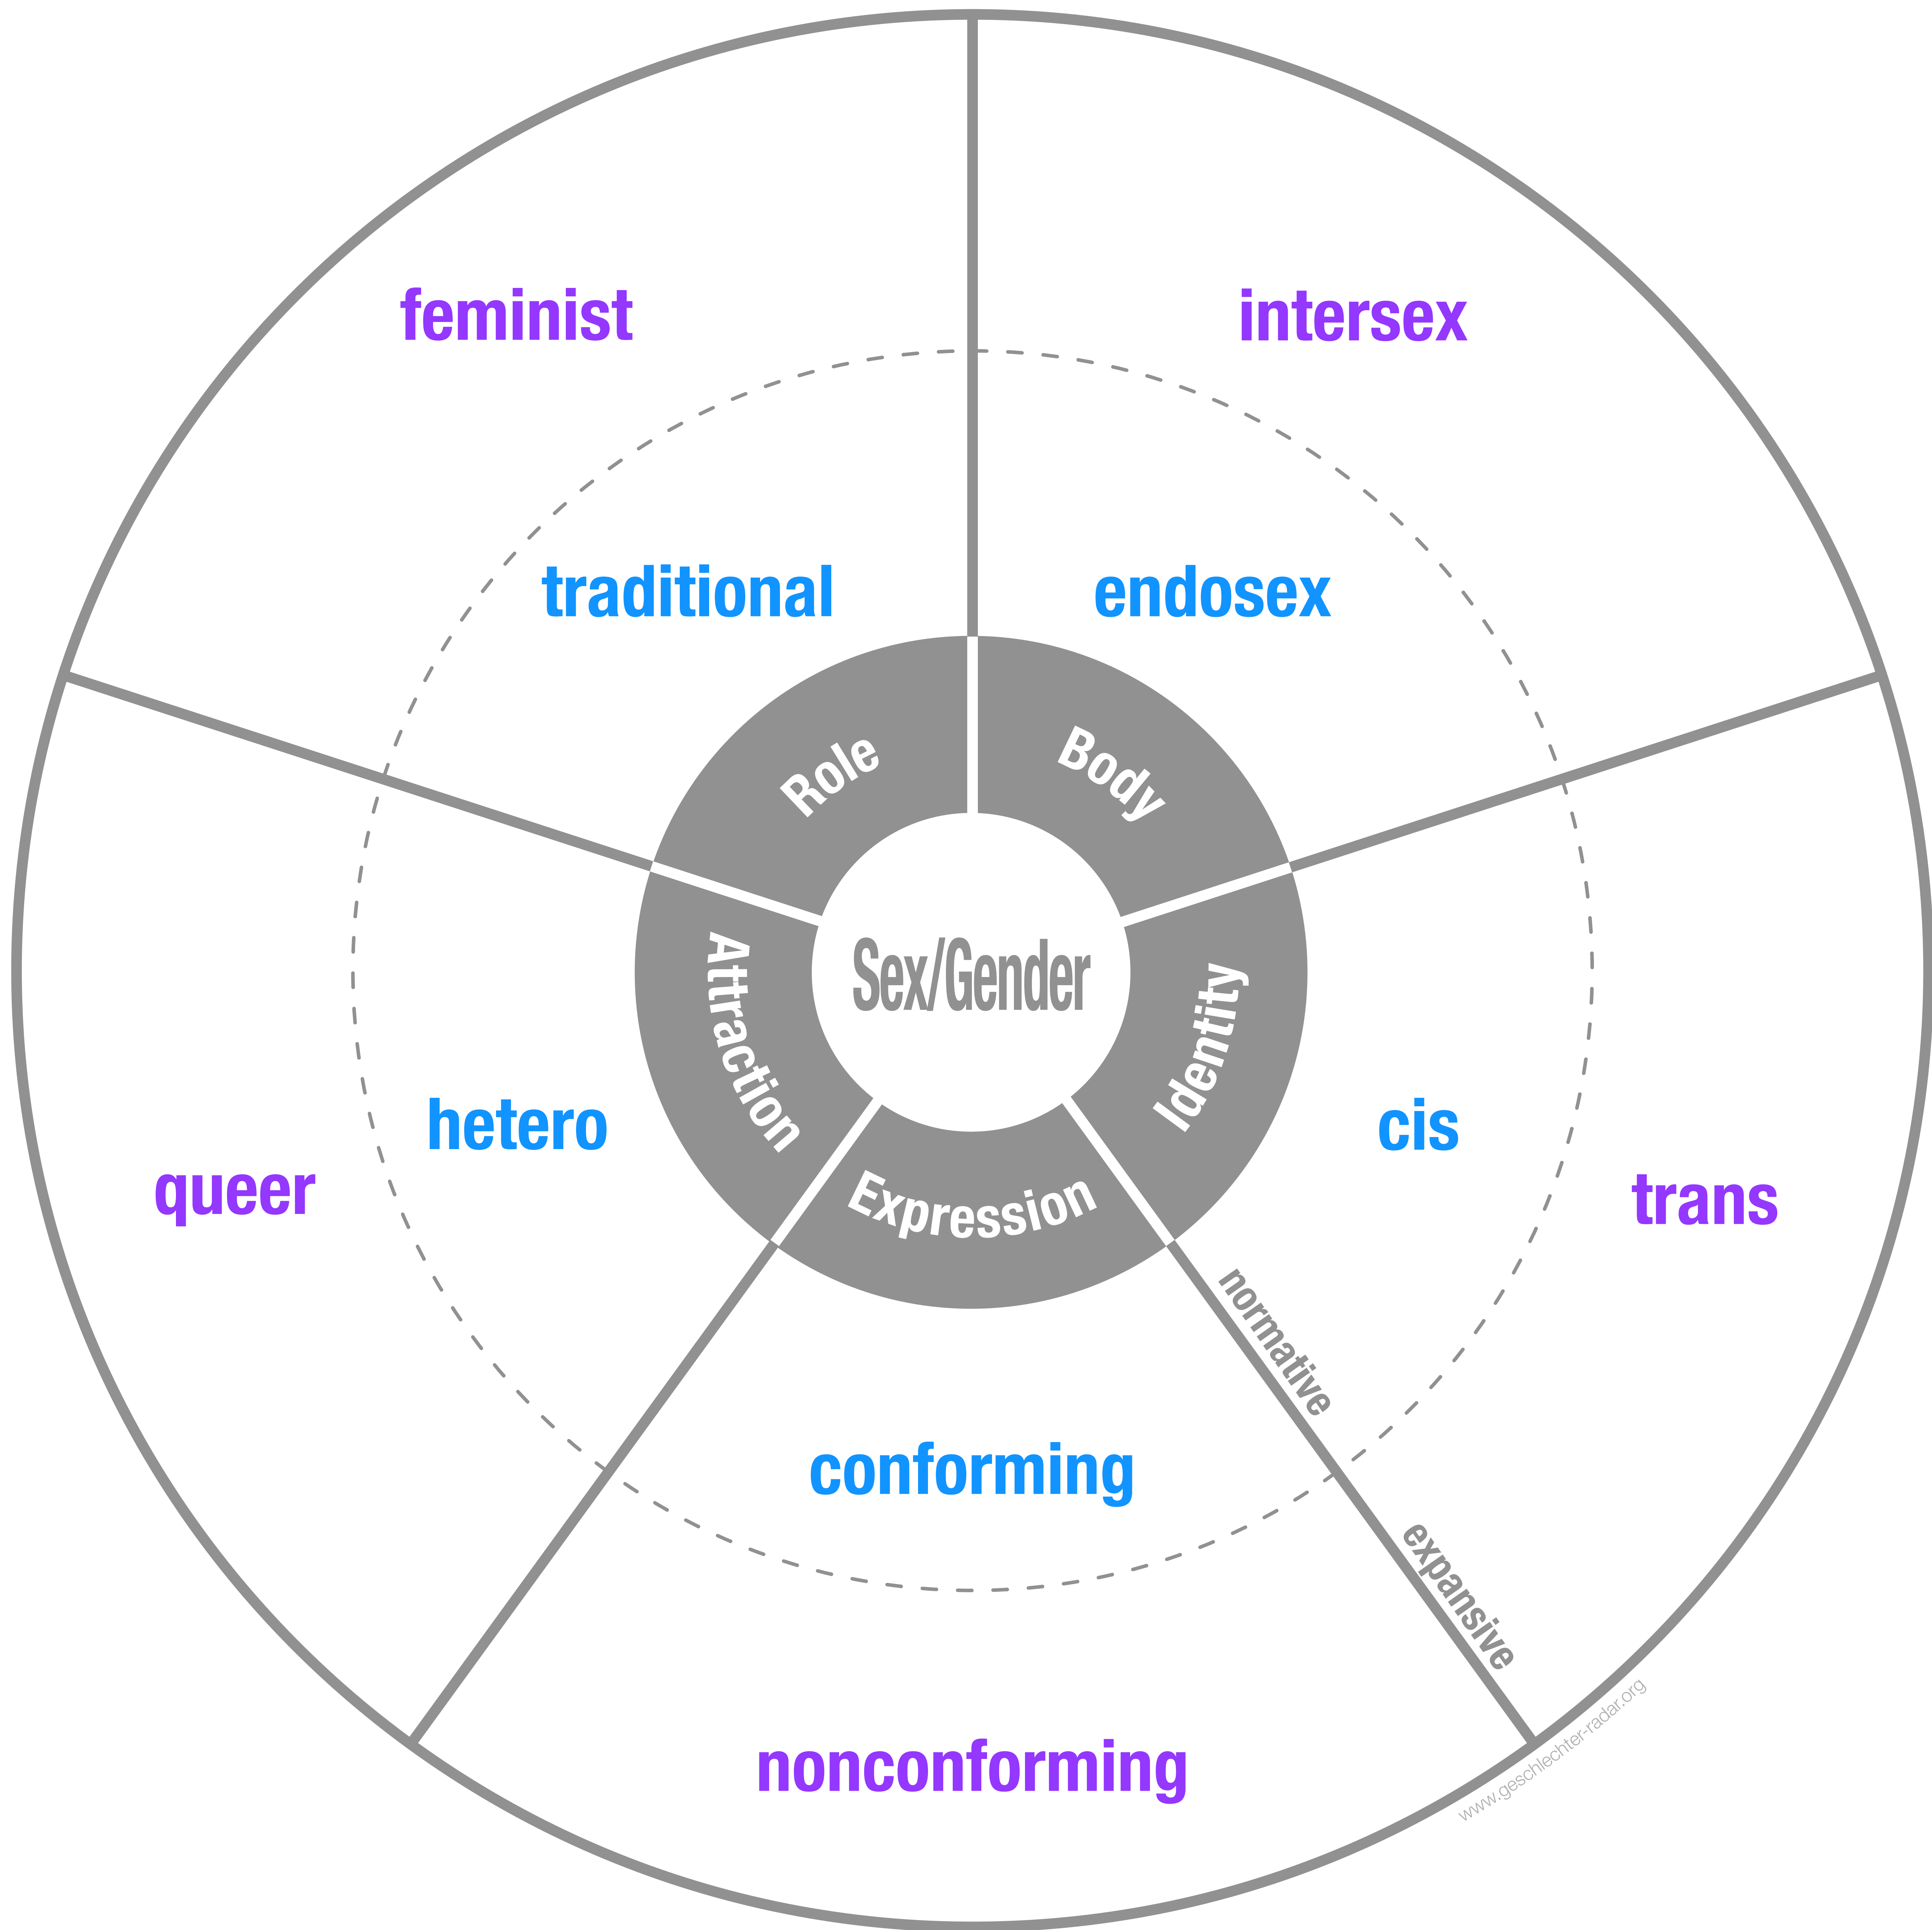 feminist
intersex
traditional
endosex
Role
Body
Sex/Gender
Attraction
Identity
Expression
hetero
cis
queer
trans
normative
conforming
expansive
nonconforming
www.geschlechter-radar.org